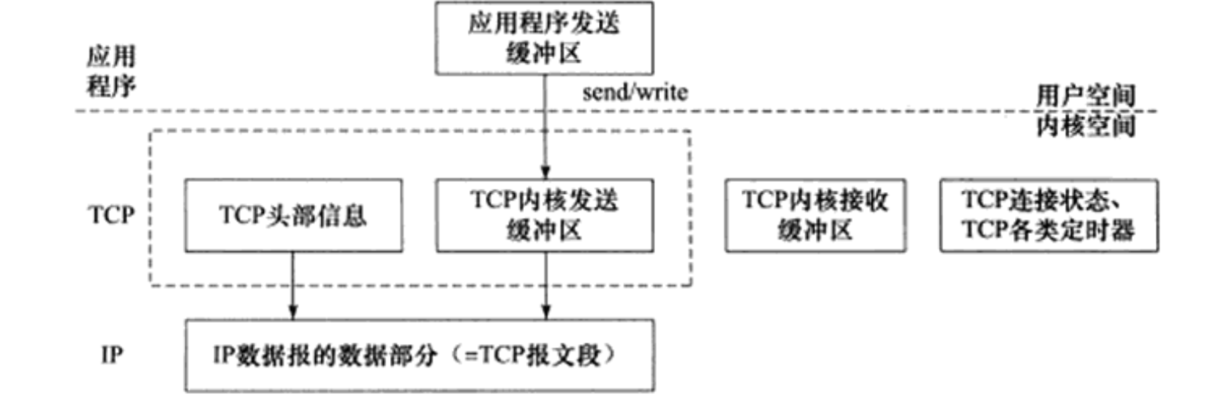 应用程序发送
缓冲区
应用
程序
send/write
用户空间
内核空间
TCP
TCP头部信息
TCP内核发送
缓冲区
TCP内核接收
缓冲区
TCP连接状态、
TCP各类定时器
IP
IP数据报的数据部分（=TCP报文段）